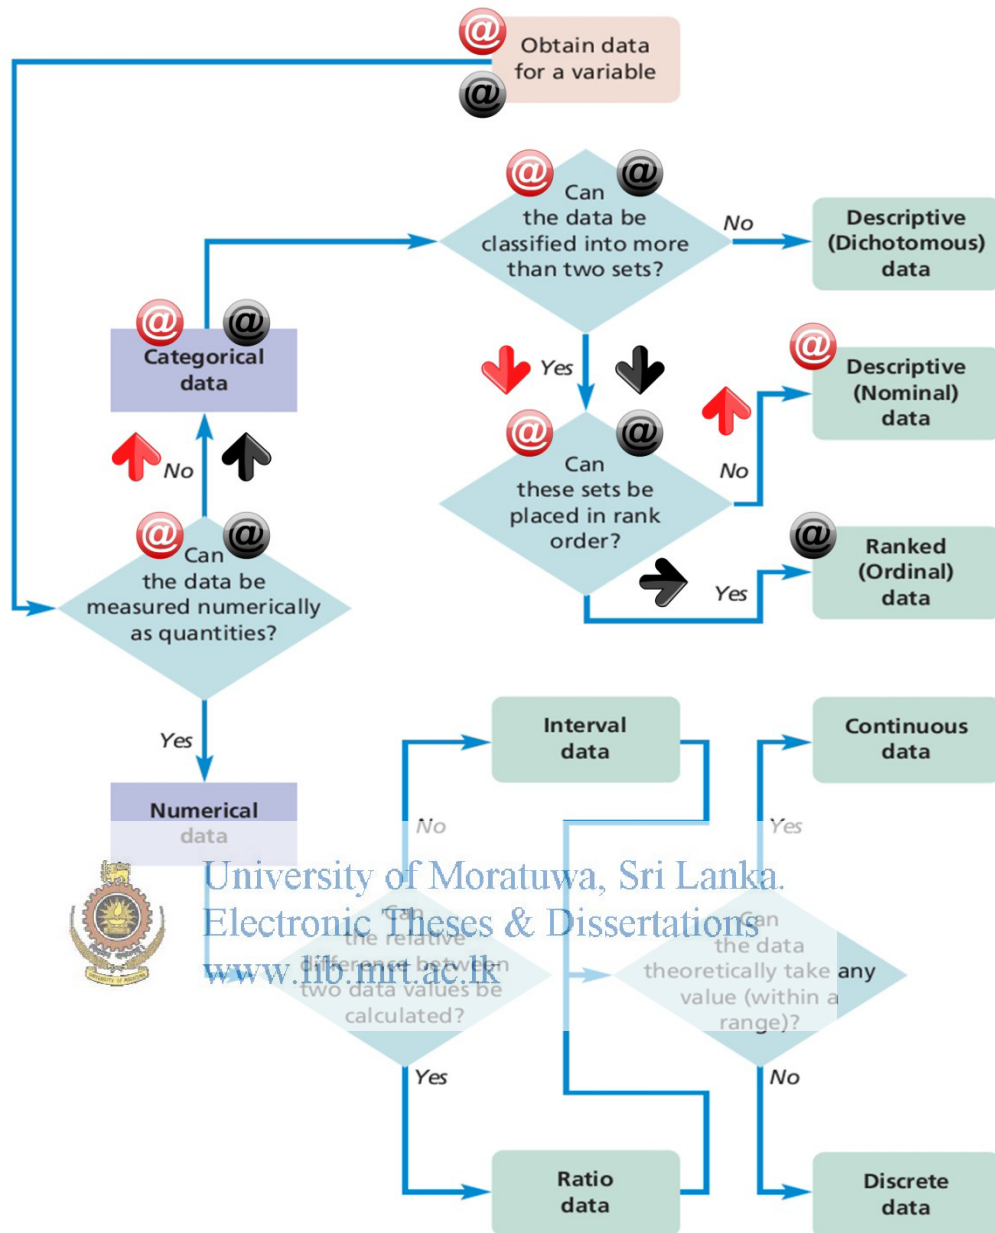 @
Obtain data
for a variable
@
@ @
Can
the data be
classified into more
than two sets?
No
Descriptive
(Dichotomous)
data
@ @
Categorical
data
Yes
@
Descriptive
(Nominal)
data
@ @
Can
these sets be
placed in rank
order?
No
No
@ @
Can
the data be
measured numerically
as quantities?
@
Ranked
(Ordinal)
data
Yes
Yes
Interval
data
Continuous
data
Numerical
data
No
Yes
University of Moratuwa, Sri Lanka.
Electronic Theses & Dissertations
www.lib.mrt.ac.lk
Can
the relative
difference between
two data values be
calculated?
Can
the data
theoretically take any
value (within a
range)?
Yes
No
Ratio
data
Discrete
data